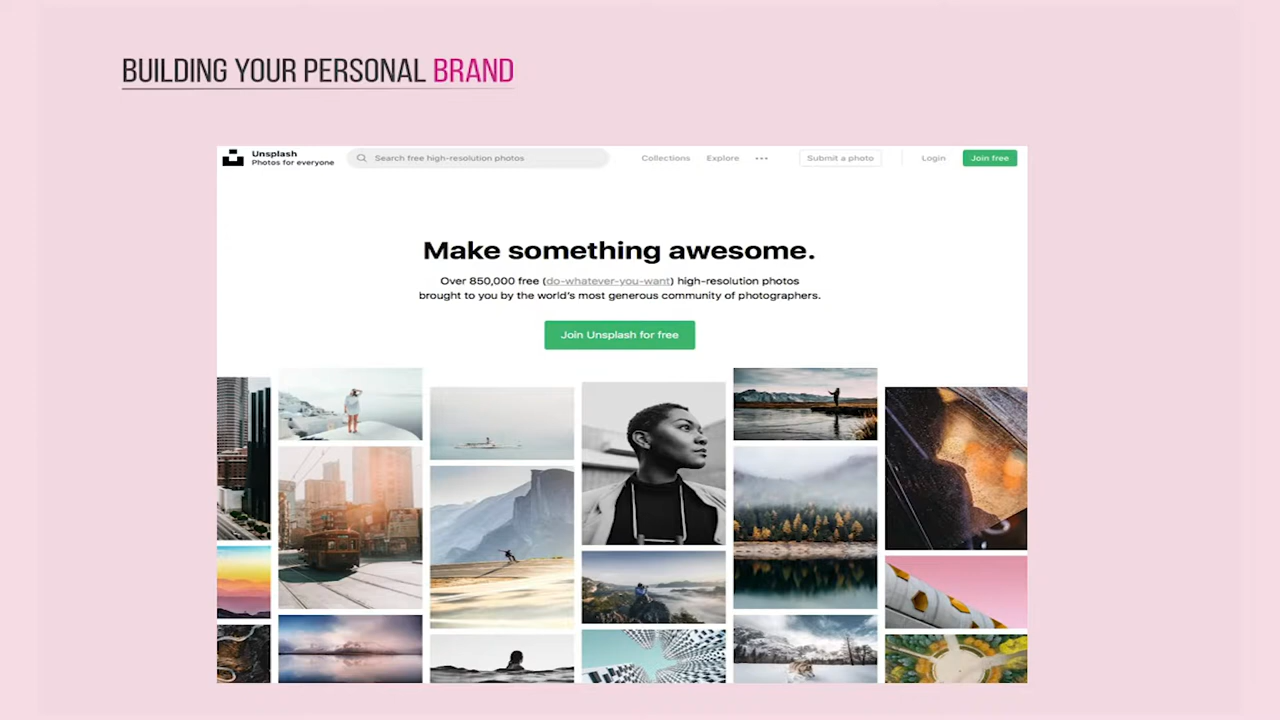 BUILDING YOUR PERSONAL BRAND
Unsplash
Photos for everyone
Search free high-resolution photos
Collections
Explore
Submit a photo
Login
Join free
Make something awesome.
Over 850,000 free (do-whatever-you-want) high-resolution photos
brought to you by the world's most generous community of photographers.
Join Unsplash for free